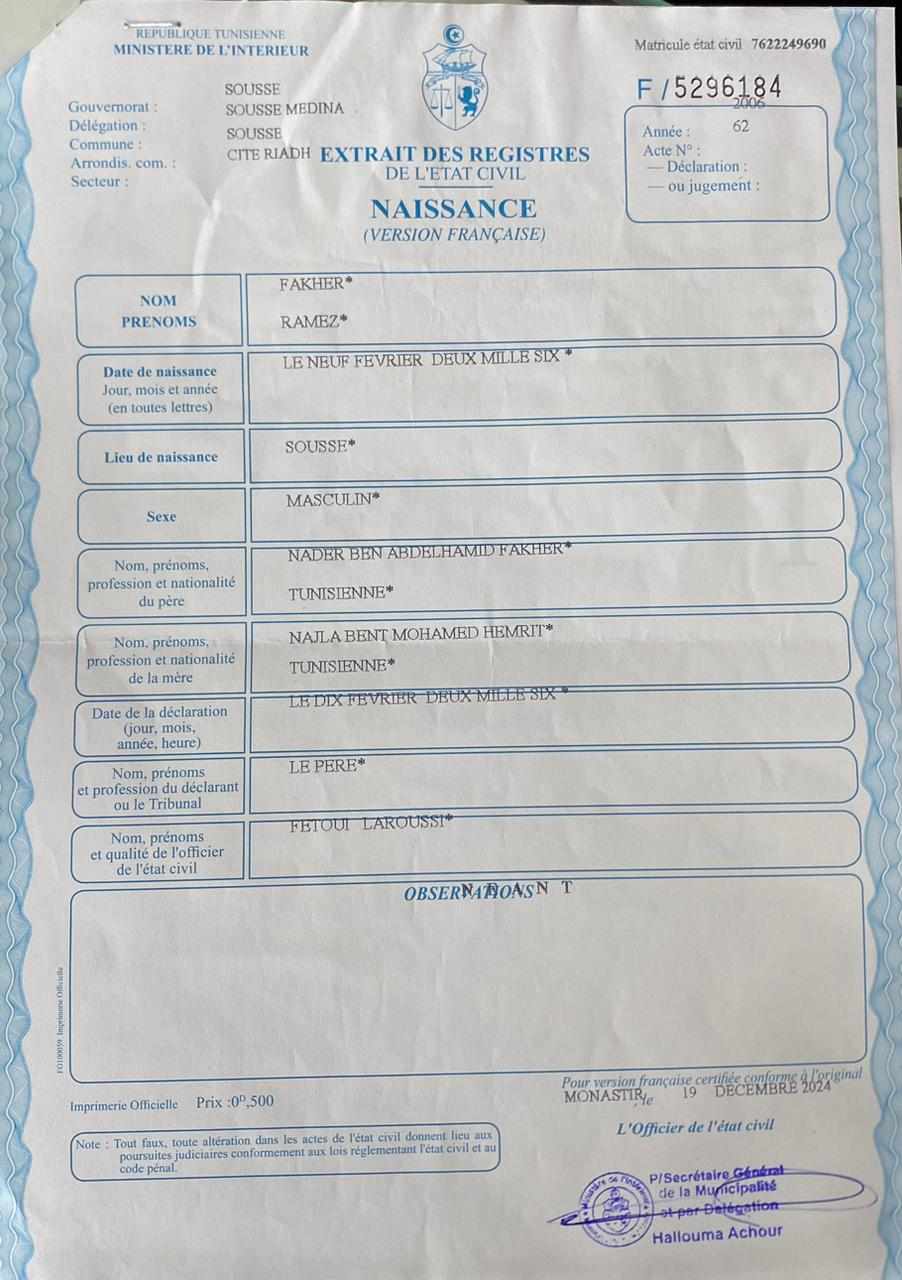 REPUBLIQUE TUNISIENNE
MINISTERE DE L'INTERIEUR
Matricule état civil 7622249690
F / 5296184
Gouvernorat : SOUSSE
Délégation : SOUSSE MEDINA
Commune : SOUSSE
Arrondis. com. : CITE RIADH
Secteur :
Année : 2006
Acte N° : 62
— Déclaration :
— ou jugement :
EXTRAIT DES REGISTRES
DE L'ETAT CIVIL
NAISSANCE
(VERSION FRANÇAISE)
NOM FAKHER*
PRENOMS RAMEZ*
Date de naissance LE NEUF FEVRIER DEUX MILLE SIX *
Jour, mois et année
(en toutes lettres)
Lieu de naissance SOUSSE*
Sexe MASCULIN*
Nom, prénoms, NADER BEN ABDELHAMID FAKHER*
profession et nationalité TUNISIENNE*
du père
Nom, prénoms, NAJLA BENT MOHAMED HEMRIT*
profession et nationalité TUNISIENNE*
de la mère
Date de la déclaration LE DIX FEVRIER DEUX MILLE SIX *
(jour, mois,
année, heure)
Nom, prénoms LE PERE*
et profession du déclarant
ou le Tribunal
Nom, prénoms FETOUI LAROUSSI*
et qualité de l'officier
de l'état civil
OBSERVATIONS
N E A N T
FO100059 Imprimerie Officielle
Imprimerie Officielle Prix :0ᴰ,500
Pour version française certifiée conforme à l'original
MONASTIR, le 19 DECEMBRE 2024
L'Officier de l'état civil
Note : Tout faux, toute altération dans les actes de l'état civil donnent lieu aux
poursuites judiciaires conformement aux lois réglementant l'état civil et au
code pénal.
P/Secrétaire Général
de la Municipalité
et par Délégation
Hallouma Achour